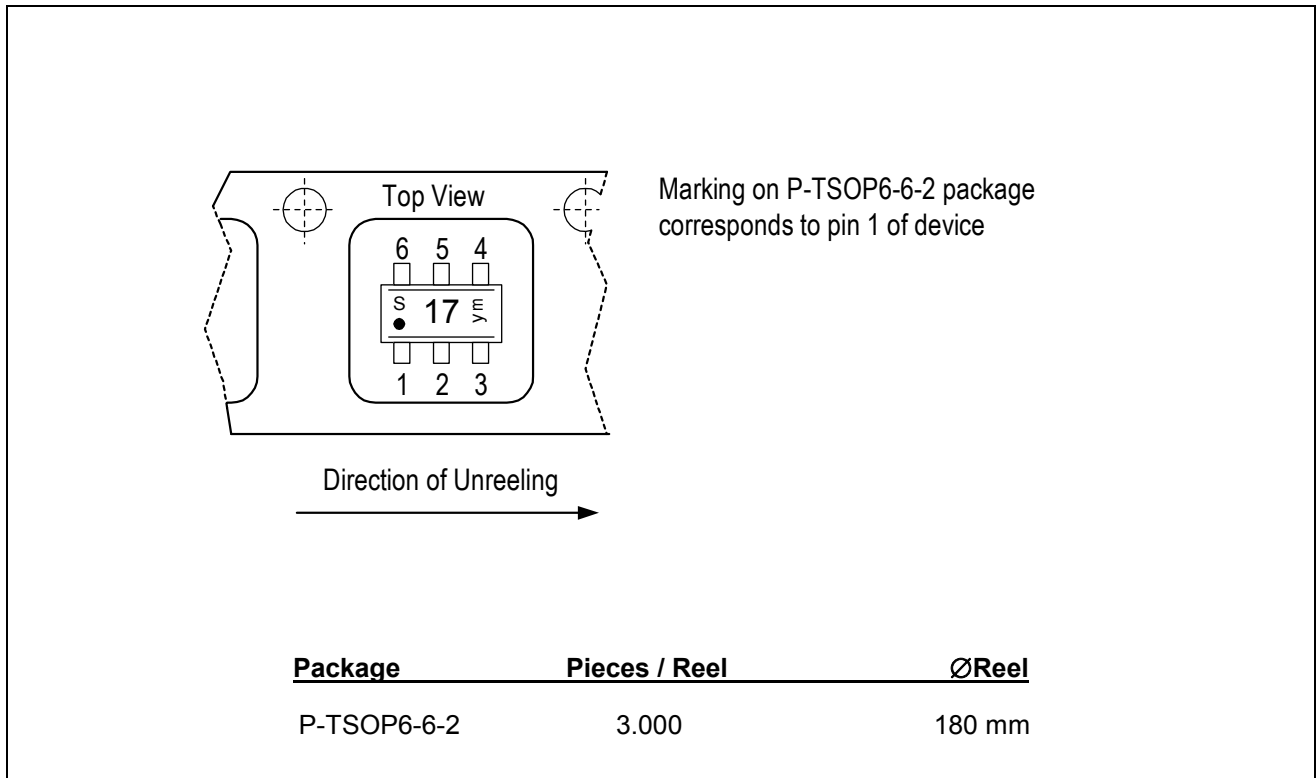 Top View
Marking on P-TSOP6-6-2 package
corresponds to pin 1 of device
6 5 4
S 17 ym
1 2 3
Direction of Unreeling
Package Pieces / Reel ∅Reel
P-TSOP6-6-2 3.000 180 mm